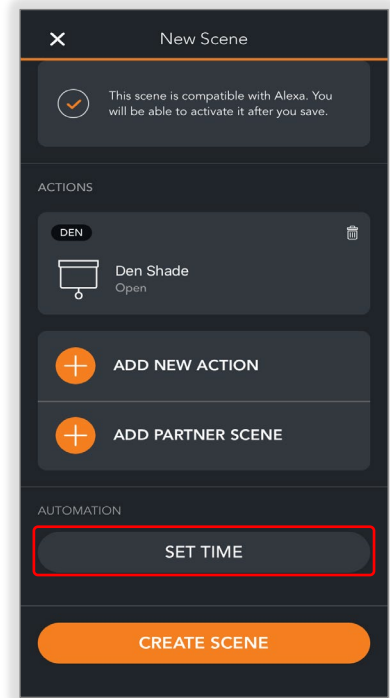 New Scene
This scene is compatible with Alexa. You
will be able to activate it after you save.
ACTIONS
DEN
Den Shade
Open
ADD NEW ACTION
ADD PARTNER SCENE
AUTOMATION
SET TIME
CREATE SCENE